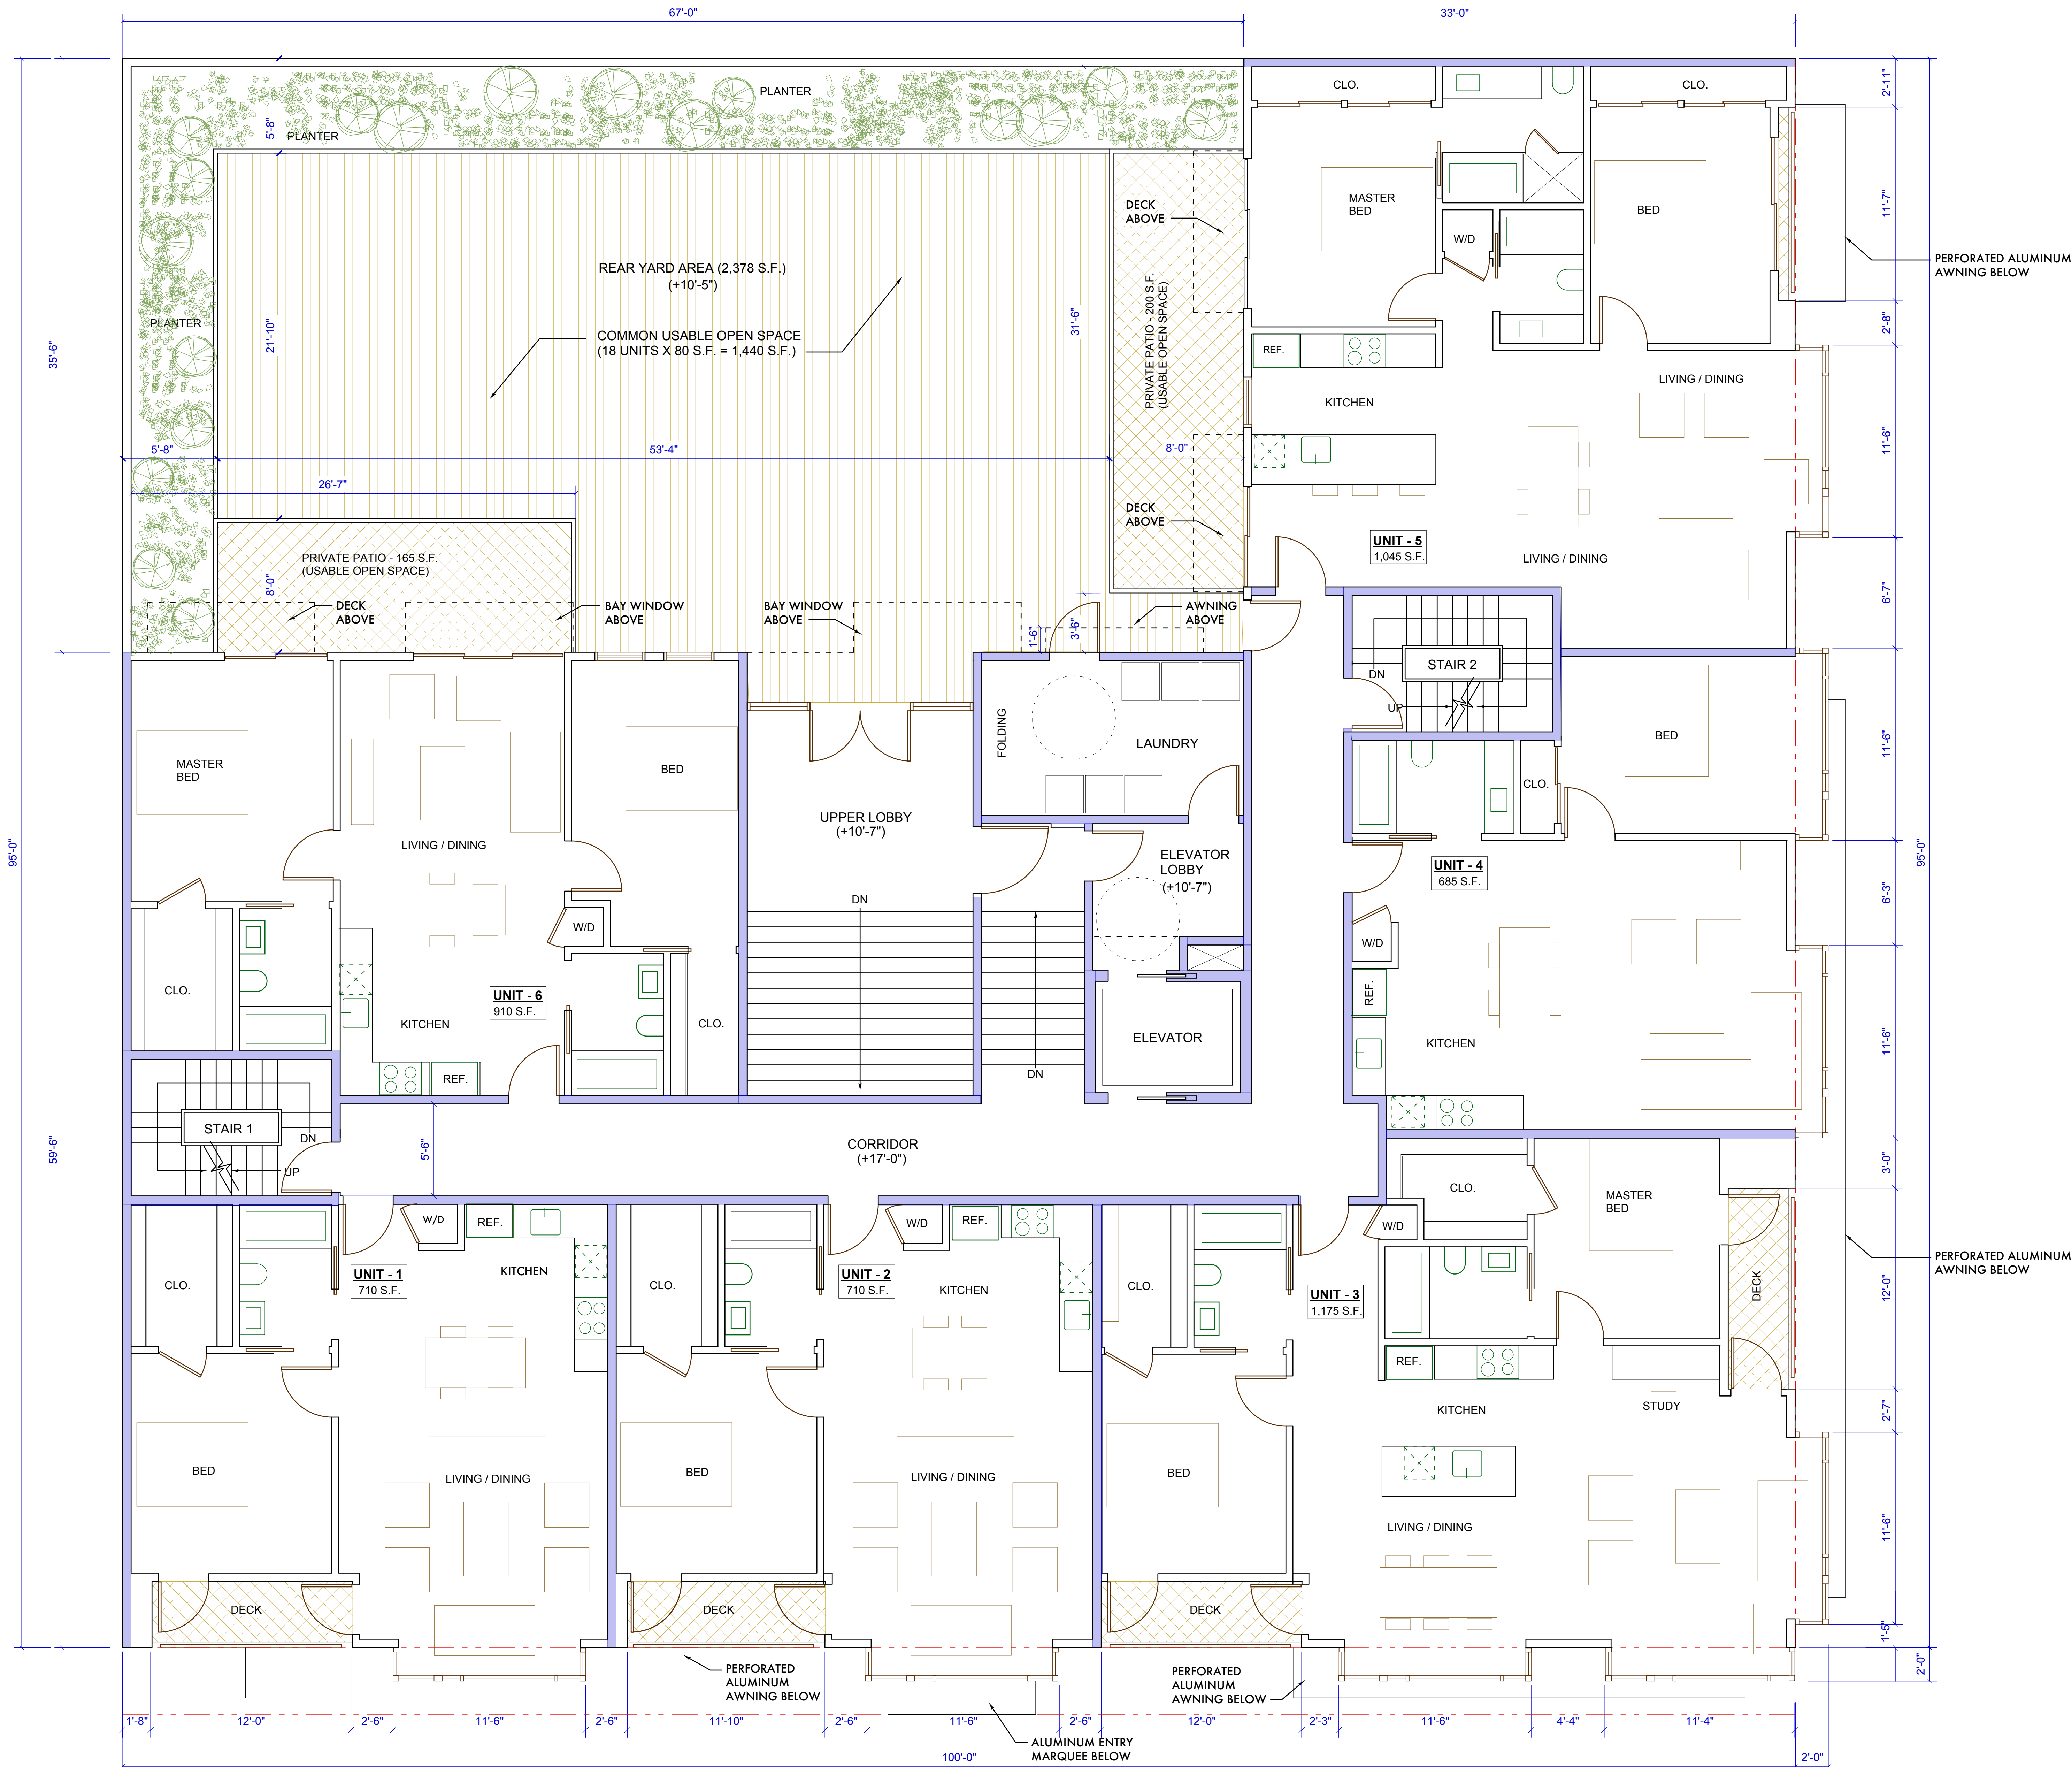 67'-0"
33'-0"
PLANTER
PLANTER
PLANTER
5'-8"
35'-6"
21'-10"
31'-6"
REAR YARD AREA (2,378 S.F.)
(+10'-5")
COMMON USABLE OPEN SPACE
(18 UNITS X 80 S.F. = 1,440 S.F.)
DECK
ABOVE
PRIVATE PATIO - 200 S.F.
(USABLE OPEN SPACE)
CLO.
CLO.
MASTER
BED
BED
W/D
2'-11"
11'-7"
PERFORATED ALUMINUM
AWNING BELOW
2'-8"
REF.
KITCHEN
LIVING / DINING
11'-6"
5'-8"
53'-4"
8'-0"
26'-7"
DECK
ABOVE
UNIT - 5
1,045 S.F.
LIVING / DINING
PRIVATE PATIO - 165 S.F.
(USABLE OPEN SPACE)
8'-0"
DECK
ABOVE
BAY WINDOW
ABOVE
BAY WINDOW
ABOVE
AWNING
ABOVE
1'-6"
3'-6"
6'-7"
STAIR 2
DN
UP
95'-0"
95'-0"
MASTER
BED
BED
FOLDING
LAUNDRY
BED
11'-6"
CLO.
UPPER LOBBY
(+10'-7")
LIVING / DINING
ELEVATOR
LOBBY
(+10'-7")
UNIT - 4
685 S.F.
6'-3"
DN
W/D
W/D
CLO.
UNIT - 6
910 S.F.
KITCHEN
CLO.
REF.
REF.
ELEVATOR
DN
KITCHEN
11'-6"
STAIR 1
DN
UP
59'-6"
5'-6"
CORRIDOR
(+17'-0")
3'-0"
CLO.
MASTER
BED
W/D
REF.
W/D
REF.
W/D
PERFORATED ALUMINUM
AWNING BELOW
CLO.
UNIT - 1
710 S.F.
KITCHEN
CLO.
UNIT - 2
710 S.F.
KITCHEN
CLO.
UNIT - 3
1,175 S.F.
DECK
12'-0"
REF.
KITCHEN
STUDY
2'-7"
BED
LIVING / DINING
BED
LIVING / DINING
BED
LIVING / DINING
11'-6"
DECK
DECK
DECK
1'-5"
2'-0"
PERFORATED
ALUMINUM
AWNING BELOW
PERFORATED
ALUMINUM
AWNING BELOW
1'-8"
12'-0"
2'-6"
11'-6"
2'-6"
11'-10"
2'-6"
11'-6"
2'-6"
12'-0"
2'-3"
11'-6"
4'-4"
11'-4"
ALUMINUM ENTRY
MARQUEE BELOW
100'-0"
2'-0"